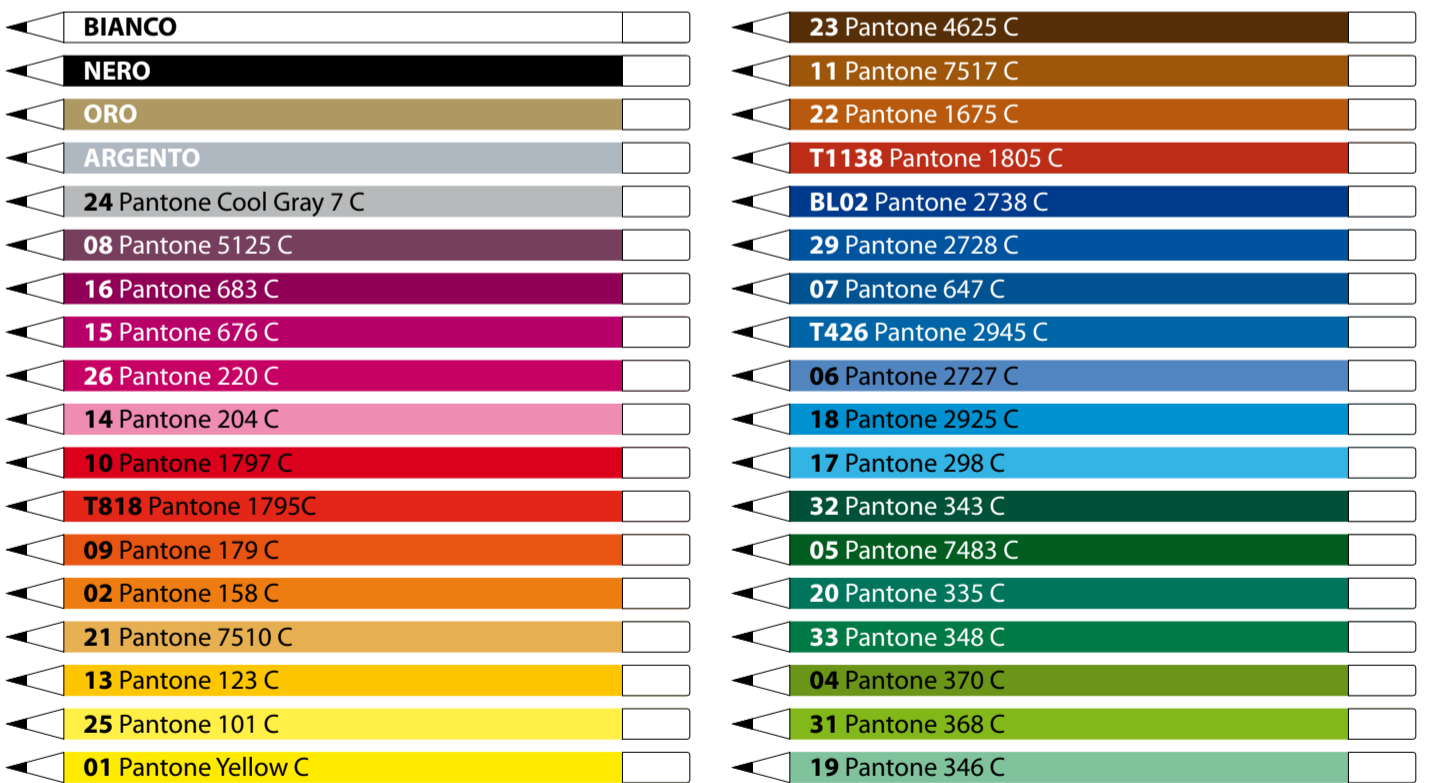 BIANCO
NERO
ORO
ARGENTO
24 Pantone Cool Gray 7 C
08 Pantone 5125 C
16 Pantone 683 C
15 Pantone 676 C
26 Pantone 220 C
14 Pantone 204 C
10 Pantone 1797 C
T818 Pantone 1795C
09 Pantone 179 C
02 Pantone 158 C
21 Pantone 7510 C
13 Pantone 123 C
25 Pantone 101 C
01 Pantone Yellow C
23 Pantone 4625 C
11 Pantone 7517 C
22 Pantone 1675 C
T1138 Pantone 1805 C
BL02 Pantone 2738 C
29 Pantone 2728 C
07 Pantone 647 C
T426 Pantone 2945 C
06 Pantone 2727 C
18 Pantone 2925 C
17 Pantone 298 C
32 Pantone 343 C
05 Pantone 7483 C
20 Pantone 335 C
33 Pantone 348 C
04 Pantone 370 C
31 Pantone 368 C
19 Pantone 346 C